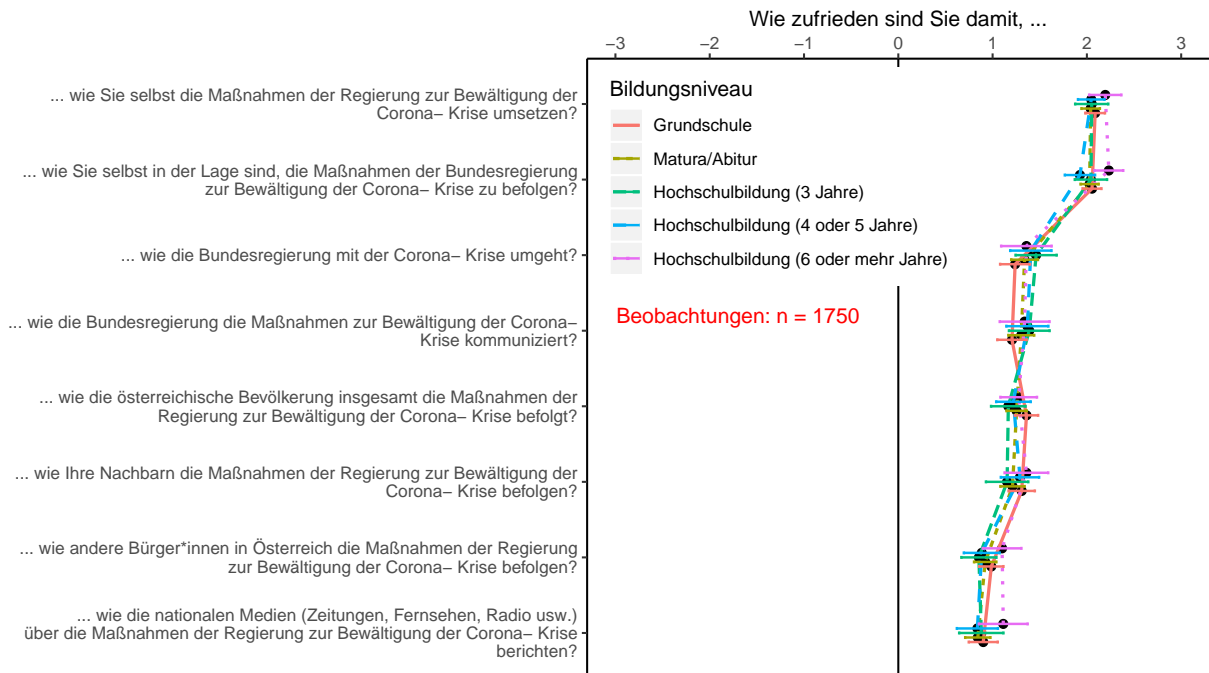 Wie zufrieden sind Sie damit, ...
−3 −2 −1 0 1 2 3
... wie Sie selbst die Maßnahmen der Regierung zur Bewältigung der
Corona− Krise umsetzen?
... wie Sie selbst in der Lage sind, die Maßnahmen der Bundesregierung
zur Bewältigung der Corona− Krise zu befolgen?
... wie die Bundesregierung mit der Corona− Krise umgeht?
... wie die Bundesregierung die Maßnahmen zur Bewältigung der Corona−
Krise kommuniziert?
... wie die österreichische Bevölkerung insgesamt die Maßnahmen der
Regierung zur Bewältigung der Corona− Krise befolgt?
... wie Ihre Nachbarn die Maßnahmen der Regierung zur Bewältigung der
Corona− Krise befolgen?
... wie andere Bürger*innen in Österreich die Maßnahmen der Regierung
zur Bewältigung der Corona− Krise befolgen?
... wie die nationalen Medien (Zeitungen, Fernsehen, Radio usw.)
über die Maßnahmen der Regierung zur Bewältigung der Corona− Krise
berichten?
Bildungsniveau
Grundschule
Matura/Abitur
Hochschulbildung (3 Jahre)
Hochschulbildung (4 oder 5 Jahre)
Hochschulbildung (6 oder mehr Jahre)
Beobachtungen: n = 1750